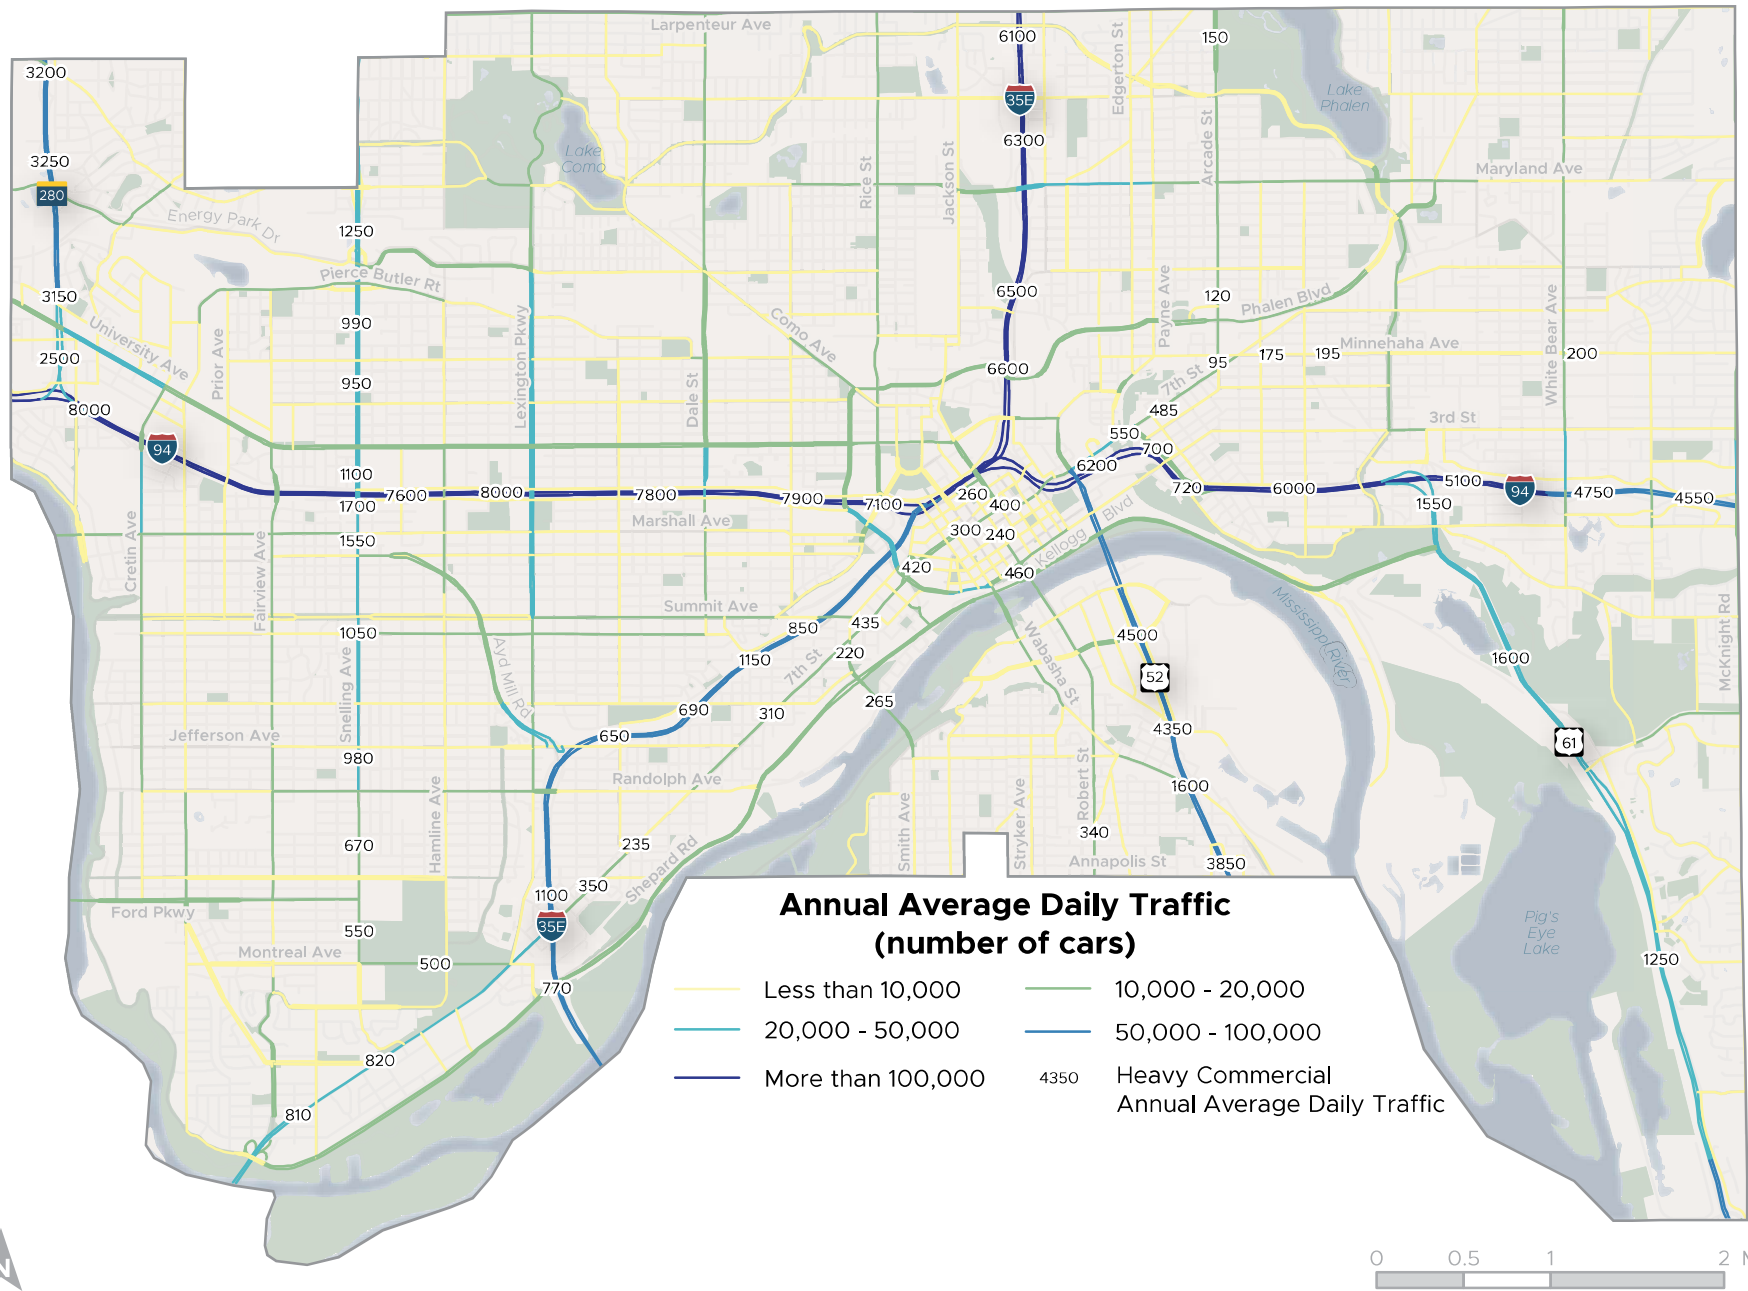 Larpenteur Ave
6100
Edgerton St
150
3200
35E
Lake
Phalen
6300
Arcade St
Lake
Como
3250
Rice St
Jackson St
Maryland Ave
280
Energy Park Dr
1250
Pierce Butler Rt
3150
6500
120
Phalen Blvd
University Ave
990
Como Ave
Payne Ave
White Bear Ave
Minnehaha Ave
2500
Prior Ave
Lexington Pkwy
Dale St
6600
95
175
195
200
950
7th St
8000
485
3rd St
94
550
700
1100
6200
7600
8000
7800
7900
7100
260
400
720
6000
5100
94
4750
4550
1700
1550
Marshall Ave
300
240
Kellogg Blvd
Cretin Ave
Fairview Ave
1550
420
460
Summit Ave
Mississippi River
McKnight Rd
1050
850
435
4500
Ayd Mill Rd
1150
7th St
220
Wabasha St
1600
52
Snelling Ave
690
310
265
4350
61
Jefferson Ave
650
980
Randolph Ave
1600
Hamline Ave
Smith Ave
Stryker Ave
Robert St
670
235
340
Shepard Rd
Annapolis St
3850
350
1100
Ford Pkwy
35E
550
Montreal Ave
500
770
Pig's
Eye
Lake
1250
820
810
Annual Average Daily Traffic
(number of cars)
Less than 10,000
10,000 - 20,000
20,000 - 50,000
50,000 - 100,000
More than 100,000
4350
Heavy Commercial
Annual Average Daily Traffic
N
0 0.5 1 2